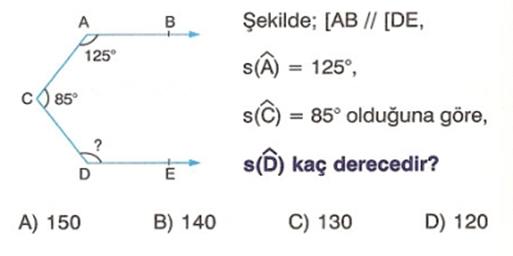 A B
125°
C 85°
?
D E
Şekilde; [AB // [DE,
s(Â) = 125°,
s(Ĉ) = 85° olduğuna göre,
s(D̂) kaç derecedir?
A) 150 B) 140 C) 130 D) 120